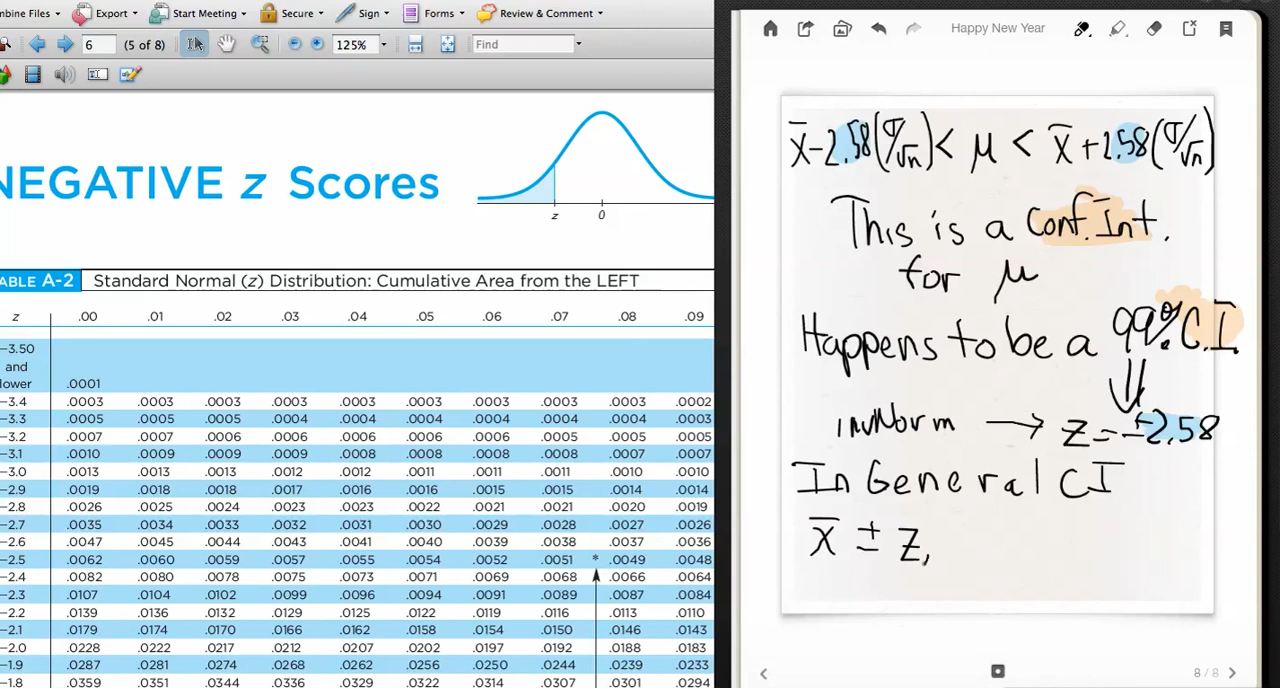 mbine Files Export Start Meeting Secure Sign Forms Review & Comment
6 (5 of 8) 125% Find
NEGATIVE z Scores
z 0
ABLE A-2 Standard Normal (z) Distribution: Cumulative Area from the LEFT
z .00 .01 .02 .03 .04 .05 .06 .07 .08 .09
−3.50
and
lower .0001
−3.4 .0003 .0003 .0003 .0003 .0003 .0003 .0003 .0003 .0003 .0002
−3.3 .0005 .0005 .0005 .0004 .0004 .0004 .0004 .0004 .0004 .0003
−3.2 .0007 .0007 .0006 .0006 .0006 .0006 .0006 .0005 .0005 .0005
−3.1 .0010 .0009 .0009 .0009 .0008 .0008 .0008 .0008 .0007 .0007
−3.0 .0013 .0013 .0013 .0012 .0012 .0011 .0011 .0011 .0010 .0010
−2.9 .0019 .0018 .0018 .0017 .0016 .0016 .0015 .0015 .0014 .0014
−2.8 .0026 .0025 .0024 .0023 .0023 .0022 .0021 .0021 .0020 .0019
−2.7 .0035 .0034 .0033 .0032 .0031 .0030 .0029 .0028 .0027 .0026
−2.6 .0047 .0045 .0044 .0043 .0041 .0040 .0039 .0038 .0037 .0036
−2.5 .0062 .0060 .0059 .0057 .0055 .0054 .0052 .0051 * .0049 .0048
−2.4 .0082 .0080 .0078 .0075 .0073 .0071 .0069 .0068 .0066 .0064
−2.3 .0107 .0104 .0102 .0099 .0096 .0094 .0091 .0089 .0087 .0084
−2.2 .0139 .0136 .0132 .0129 .0125 .0122 .0119 .0116 .0113 .0110
−2.1 .0179 .0174 .0170 .0166 .0162 .0158 .0154 .0150 .0146 .0143
−2.0 .0228 .0222 .0217 .0212 .0207 .0202 .0197 .0192 .0188 .0183
−1.9 .0287 .0281 .0274 .0268 .0262 .0256 .0250 .0244 .0239 .0233
−1.8 .0359 .0351 .0344 .0336 .0329 .0322 .0314 .0307 .0301 .0294
Happy New Year
x̄ − 2.58(σ/√n) < μ < x̄ + 2.58(σ/√n)
This is a Conf. Int.
for μ
Happens to be a 99% C.I.
invNorm → z = ±2.58
In General CI
x̄ ± z,
8 / 8